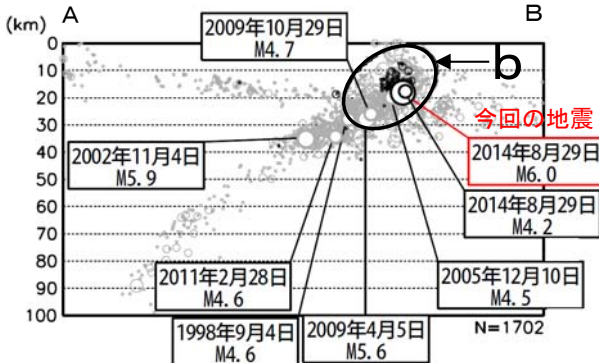 (km)
A
B
0
10
20
30
40
50
60
70
80
90
100
2009年10月29日
M4.7
b
今回の地震
2014年8月29日
M6.0
2002年11月4日
M5.9
2014年8月29日
M4.2
2011年2月28日
M4.6
2005年12月10日
M4.5
1998年9月4日
M4.6
2009年4月5日
M5.6
N=1702